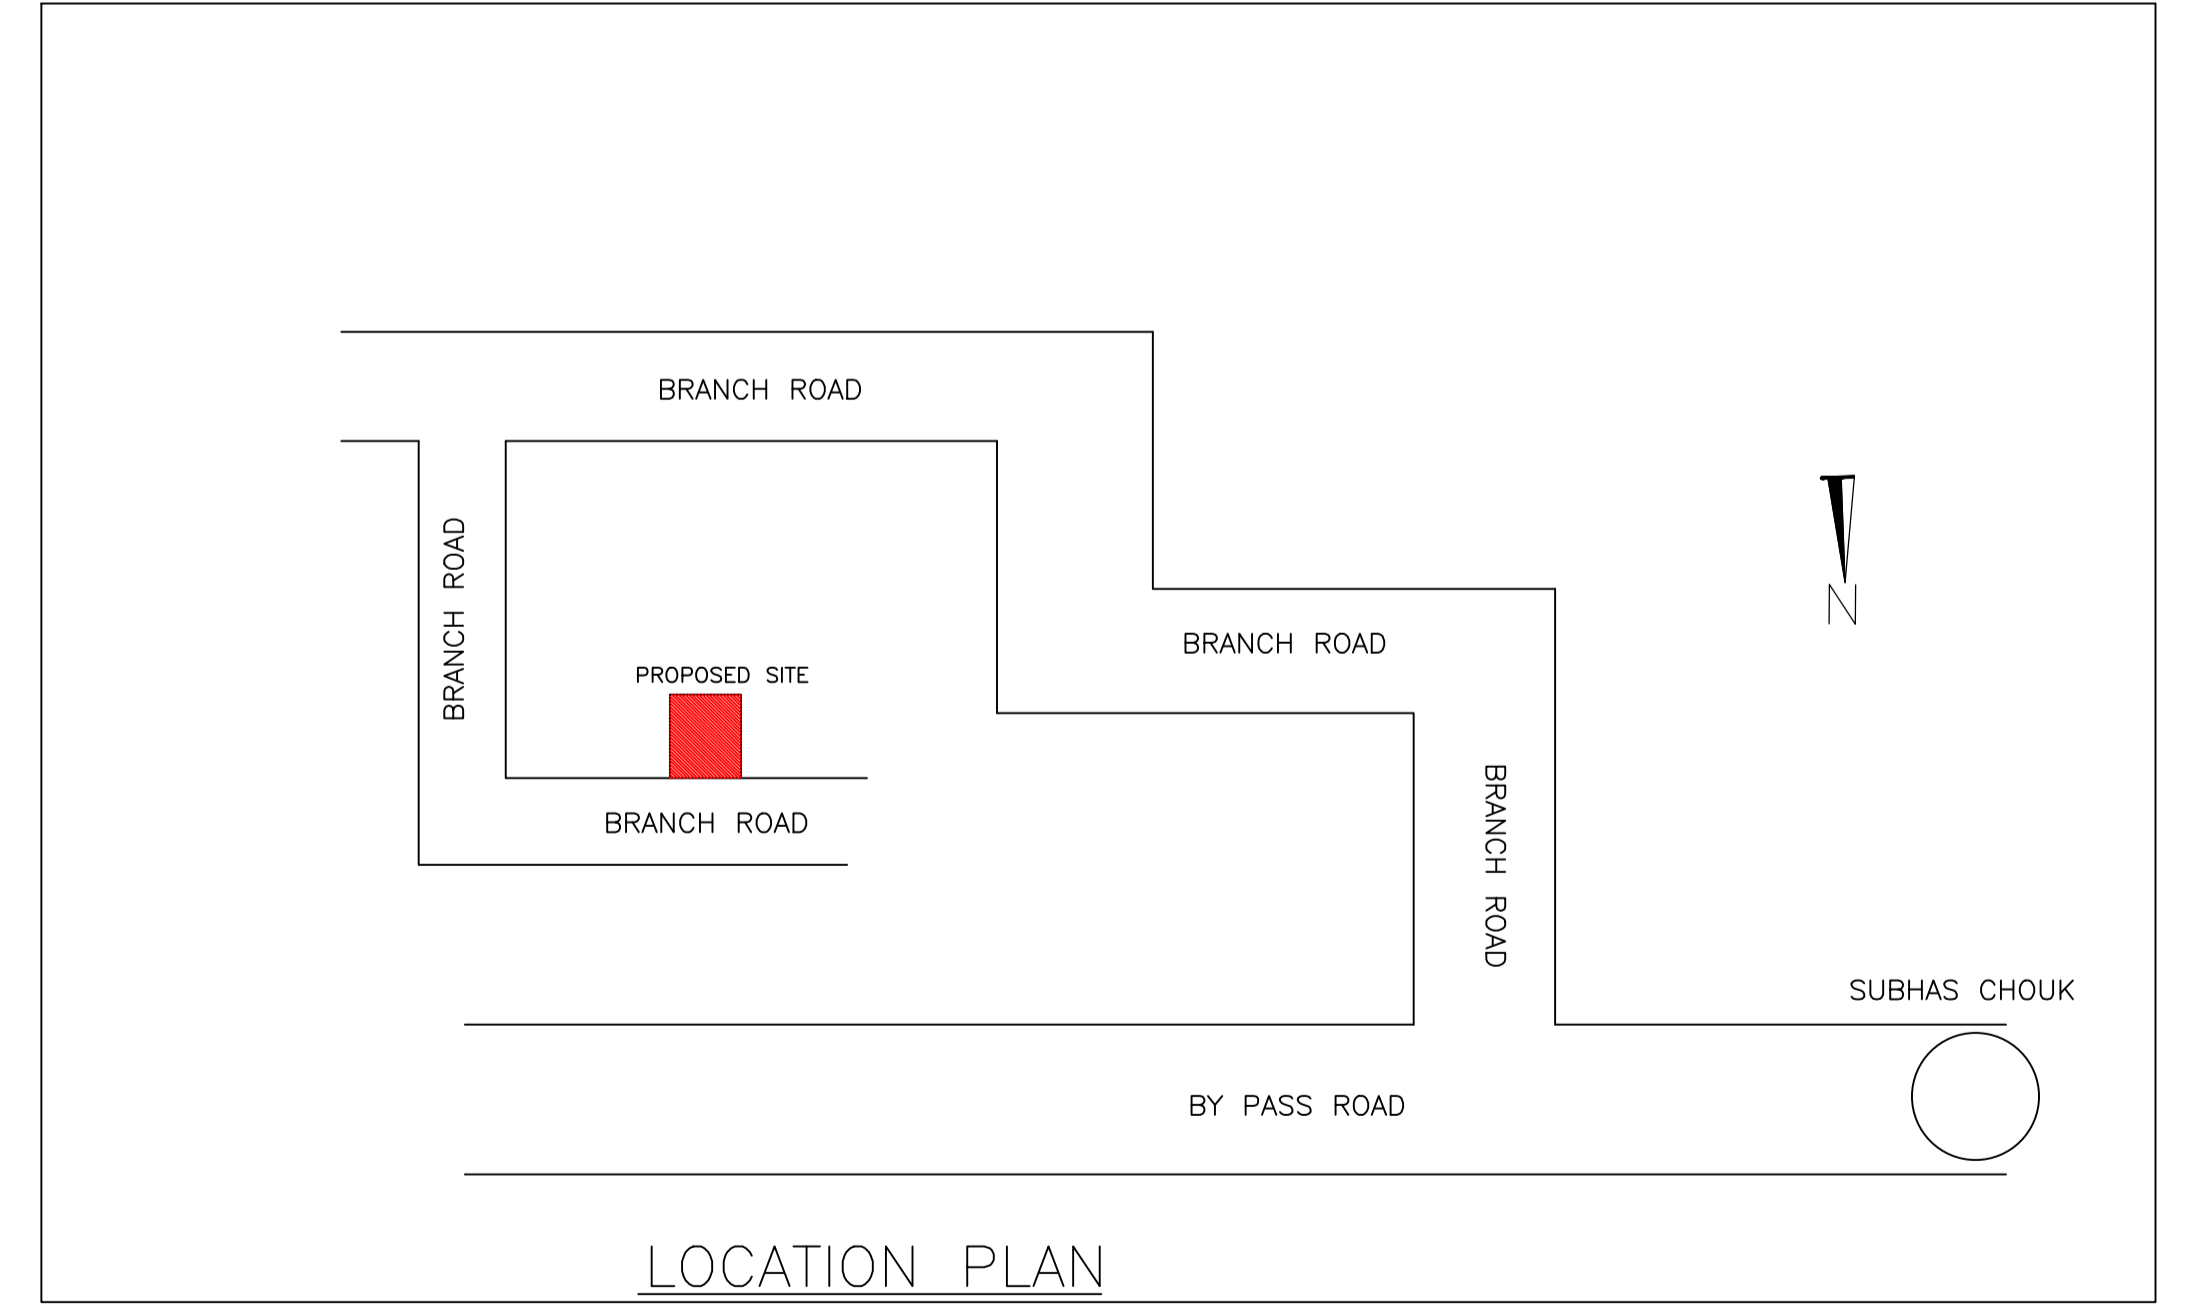 BRANCH ROAD
BRANCH ROAD
BRANCH ROAD
PROPOSED SITE
BRANCH ROAD
BRANCH ROAD
N
SUBHAS CHOUK
BY PASS ROAD
LOCATION PLAN